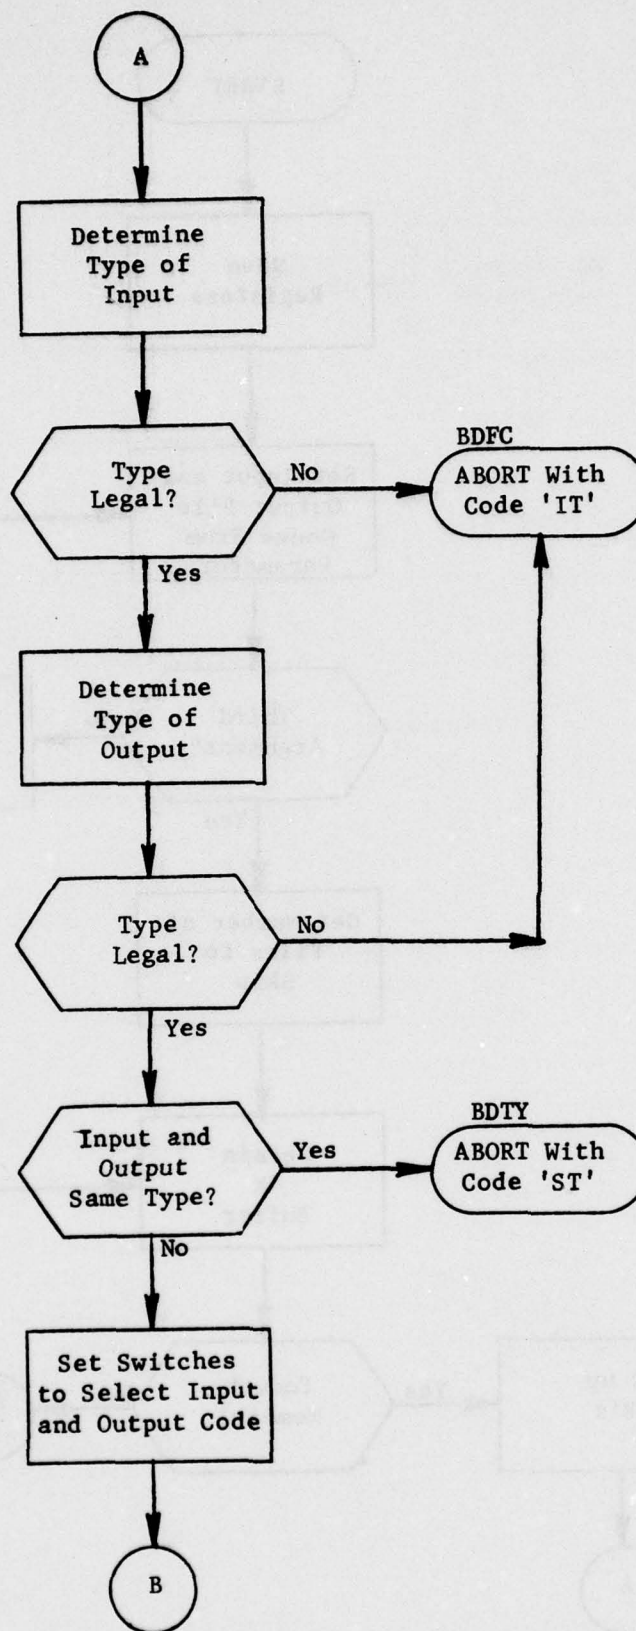 A
Determine
Type of
Input
Type
Legal?
No
BDFC
ABORT With
Code 'IT'
Yes
Determine
Type of
Output
Type
Legal?
No
Yes
Input and
Output
Same Type?
Yes
BDTY
ABORT With
Code 'ST'
No
Set Switches
to Select Input
and Output Code
B